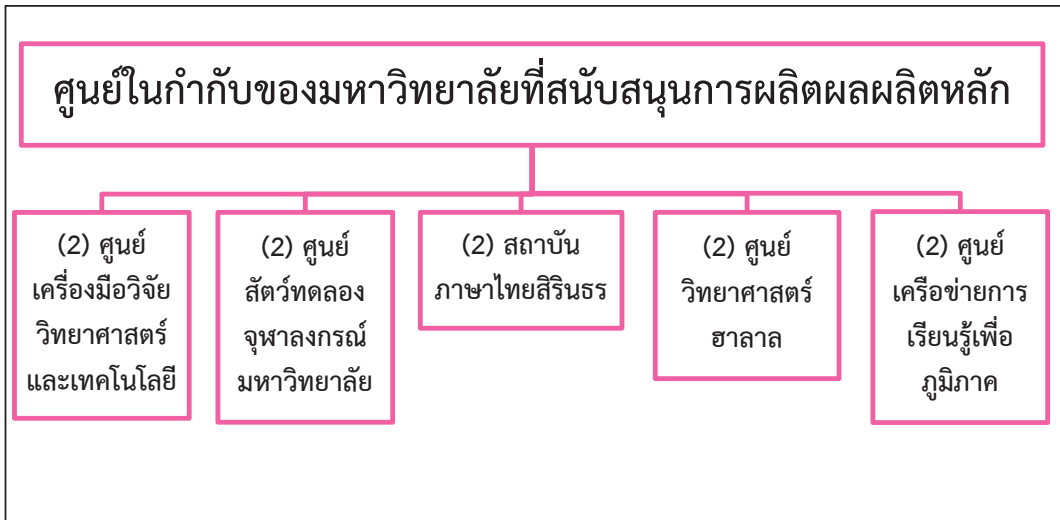 ศูนย์ในกำกับของมหาวิทยาลัยที่สนับสนุนการผลิตผลผลิตหลัก
(2) ศูนย์
เครื่องมือวิจัย
วิทยาศาสตร์
และเทคโนโลยี
(2) ศูนย์
สัตว์ทดลอง
จุฬาลงกรณ์
มหาวิทยาลัย
(2) สถาบัน
ภาษาไทยสิรินธร
(2) ศูนย์
วิทยาศาสตร์
ฮาลาล
(2) ศูนย์
เครือข่ายการ
เรียนรู้เพื่อ
ภูมิภาค